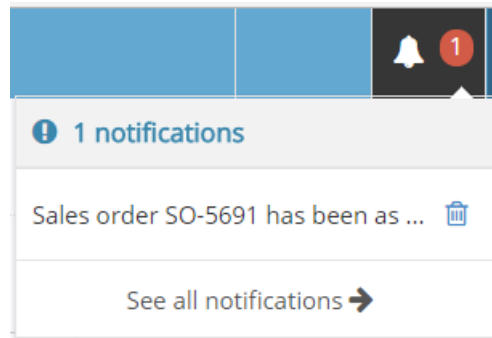 1
1 notifications
Sales order SO-5691 has been as ...
See all notifications